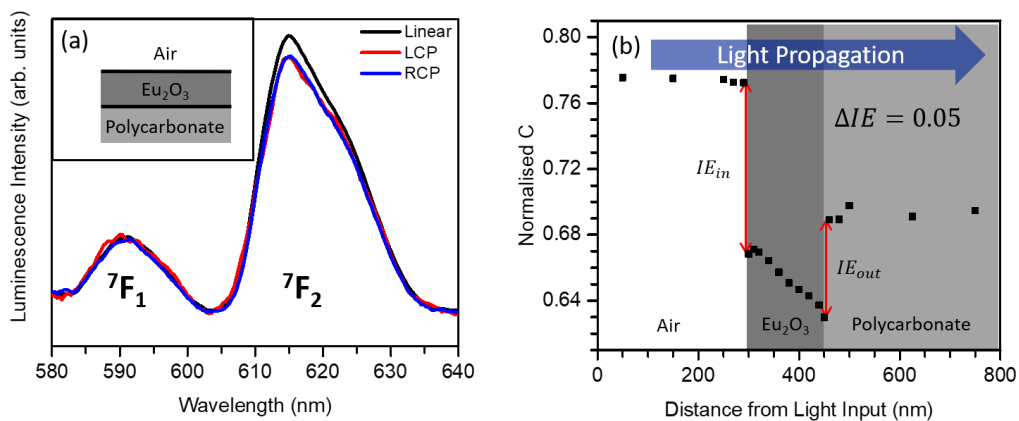 (a)
Linear
LCP
RCP
Air
Eu₂O₃
Polycarbonate
⁷F₁
⁷F₂
Luminescence Intensity (arb. units)
580 590 600 610 620 630 640
Wavelength (nm)
(b)
Light Propagation
ΔIE = 0.05
IE_in
IE_out
Air
Eu₂O₃
Polycarbonate
Normalised C
0.80
0.76
0.72
0.68
0.64
0 200 400 600 800
Distance from Light Input (nm)